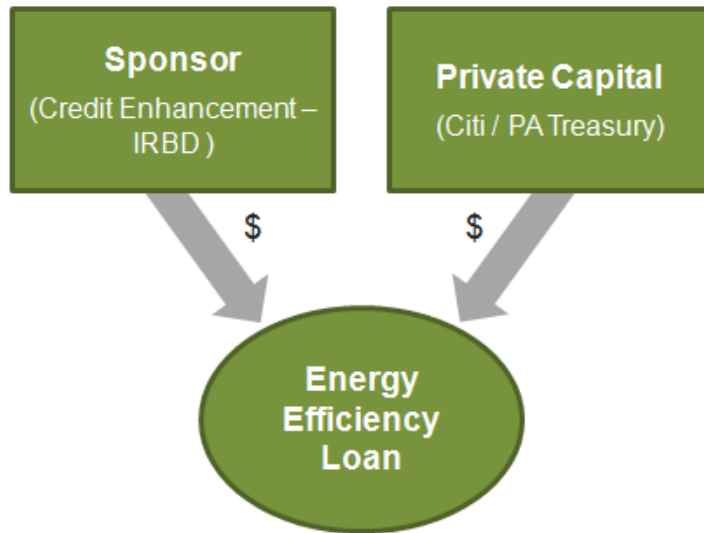 Sponsor
(Credit Enhancement –
IRBD )
Private Capital
(Citi / PA Treasury)
$
$
Energy
Efficiency
Loan